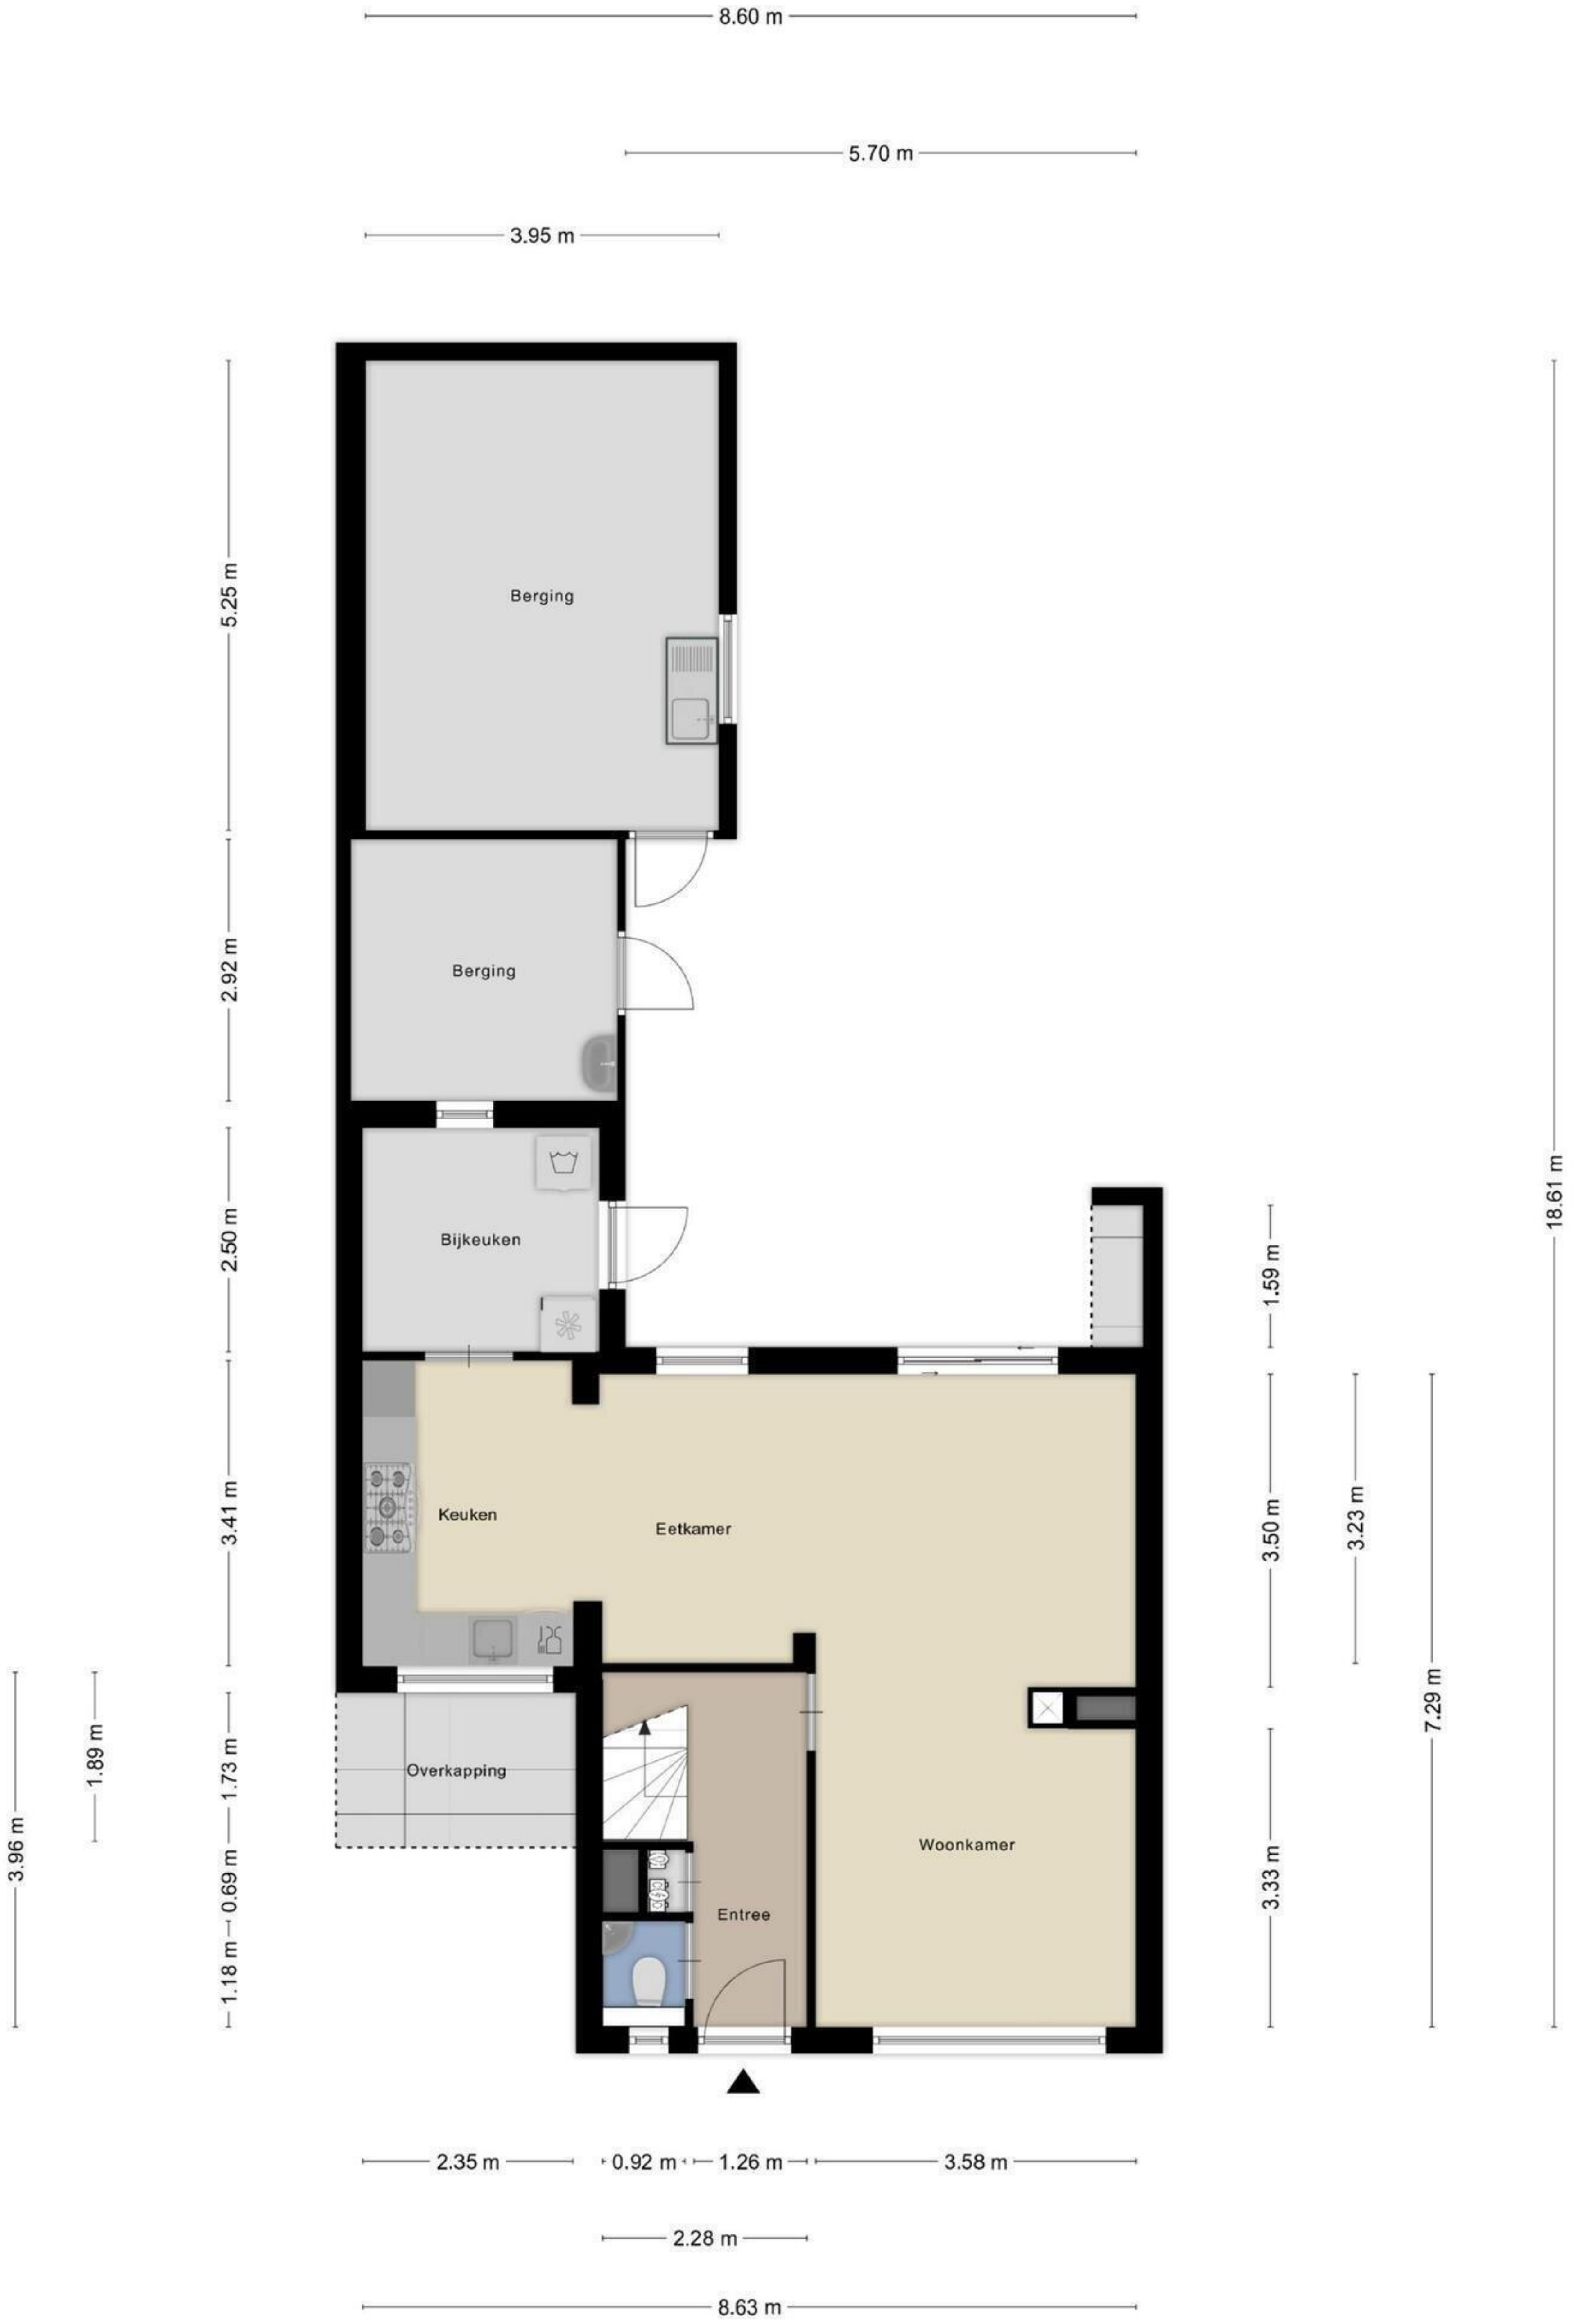 8.60 m
5.70 m
3.95 m
5.25 m
Berging
2.92 m
Berging
18.61 m
2.50 m
Bijkeuken
1.59 m
3.41 m
Keuken
Eetkamer
3.50 m
3.23 m
7.29 m
3.96 m
1.89 m
1.73 m
Overkapping
0.69 m
1.18 m
Woonkamer
3.33 m
Entree
2.35 m
0.92 m
1.26 m
3.58 m
2.28 m
8.63 m